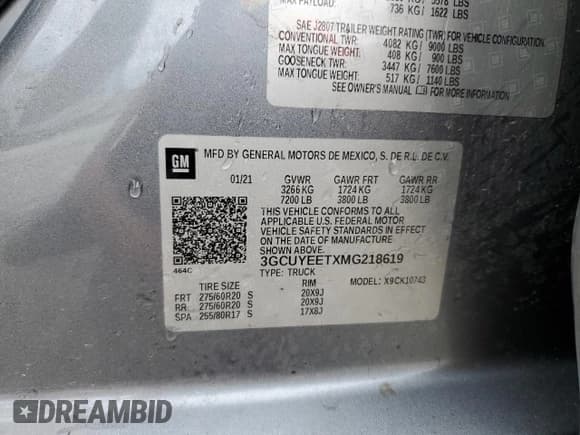 736 KG / 1622 LBS
SAE J2807 TRAILER WEIGHT RATING (TWR) FOR VEHICLE CONFIGURATION.
CONVENTIONAL TWR: 4082 KG / 9000 LBS
MAX TONGUE WEIGHT: 408 KG / 900 LBS
GOOSENECK TWR: 3447 KG / 7600 LBS
MAX TONGUE WEIGHT: 517 KG / 1140 LBS
SEE OWNER'S MANUAL FOR MORE INFORMATION
GM
MFD BY GENERAL MOTORS DE MEXICO, S. DE R.L. DE C.V.
01/21 GVWR GAWR FRT GAWR RR
3266 KG 1724 KG 1724 KG
7200 LB 3800 LB 3800 LB
THIS VEHICLE CONFORMS TO ALL
APPLICABLE U.S. FEDERAL MOTOR
VEHICLE SAFETY STANDARDS IN EFFECT
ON THE DATE OF MANUFACTURE
SHOWN ABOVE.
3GCUYEETXMG218619
464C
TYPE: TRUCK MODEL: X9CK10743
TIRE SIZE RIM
FRT 275/60R20 S 20X9J
RR 275/60R20 S 20X9J
SPA 255/80R17 S 17X8J
DREAMBID